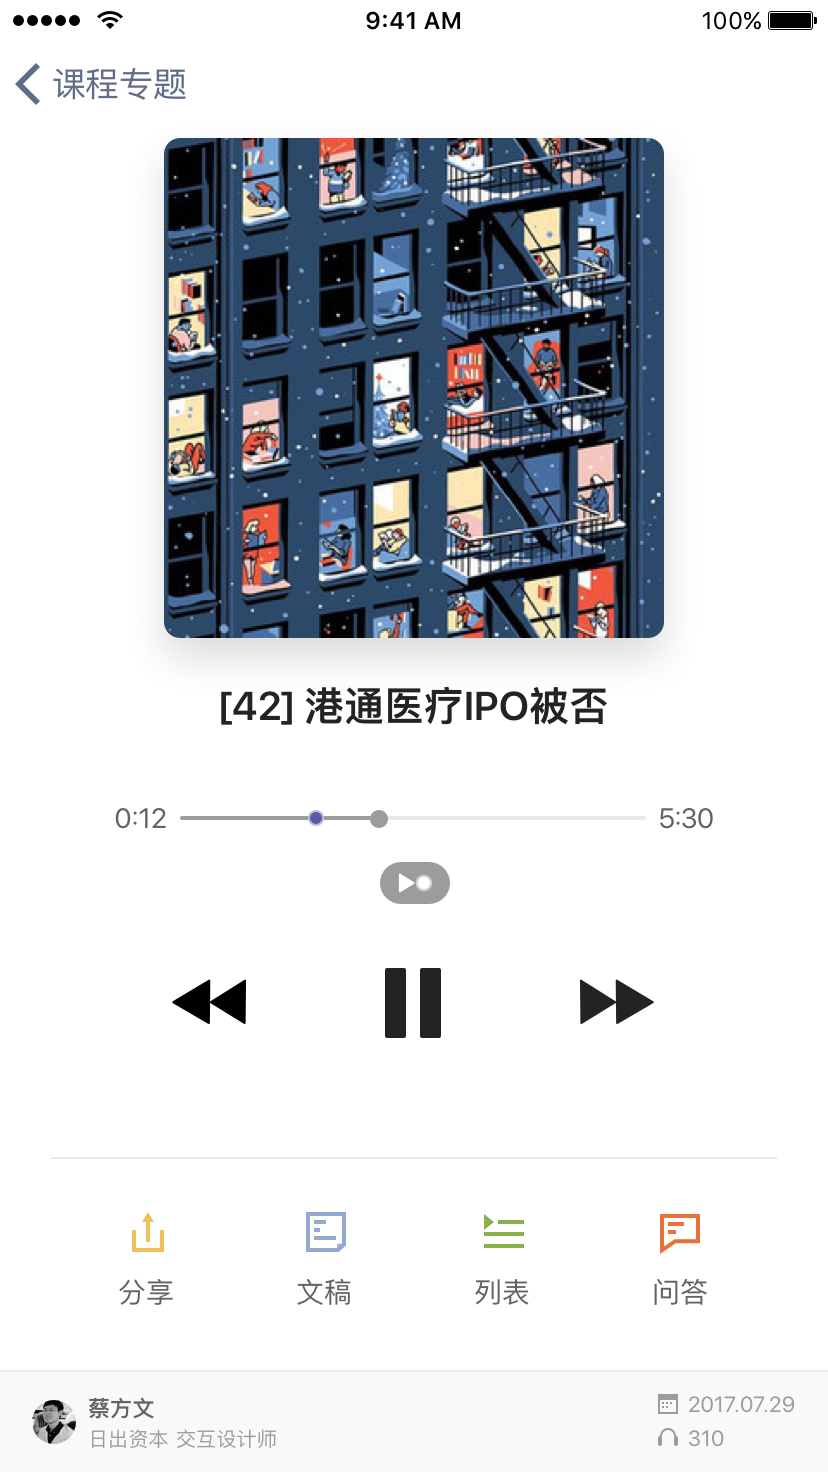 9:41 AM
100%
课程专题
[42] 港通医疗IPO被否
0:12
5:30
分享
文稿
列表
问答
蔡方文
2017.07.29
日出资本 交互设计师
310